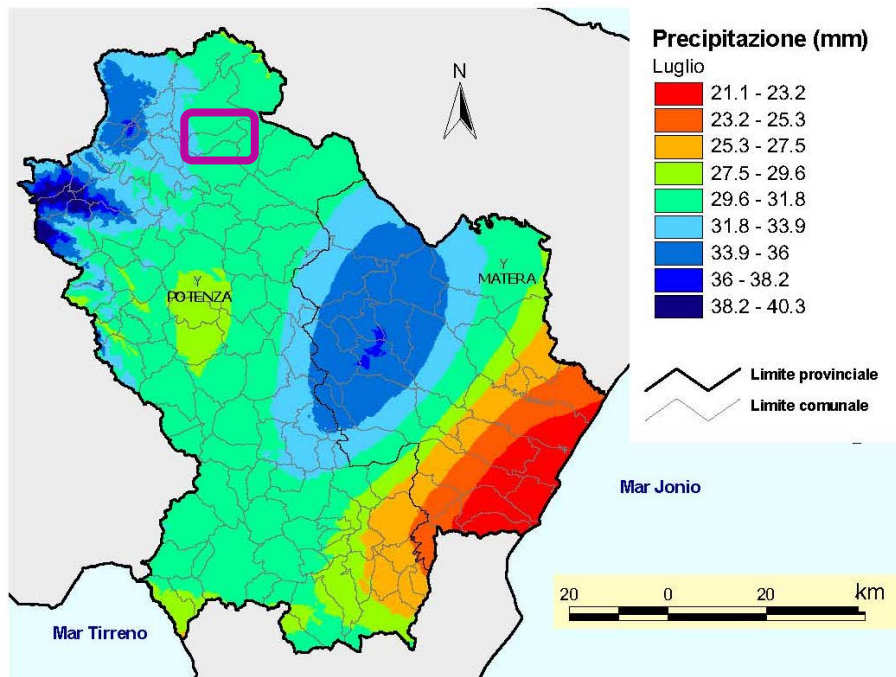 Precipitazione (mm)
Luglio
21.1 - 23.2
23.2 - 25.3
25.3 - 27.5
27.5 - 29.6
29.6 - 31.8
31.8 - 33.9
33.9 - 36
36 - 38.2
38.2 - 40.3
Limite provinciale
Limite comunale
N
Y
POTENZA
Y
MATERA
Mar Jonio
Mar Tirreno
20 0 20 km